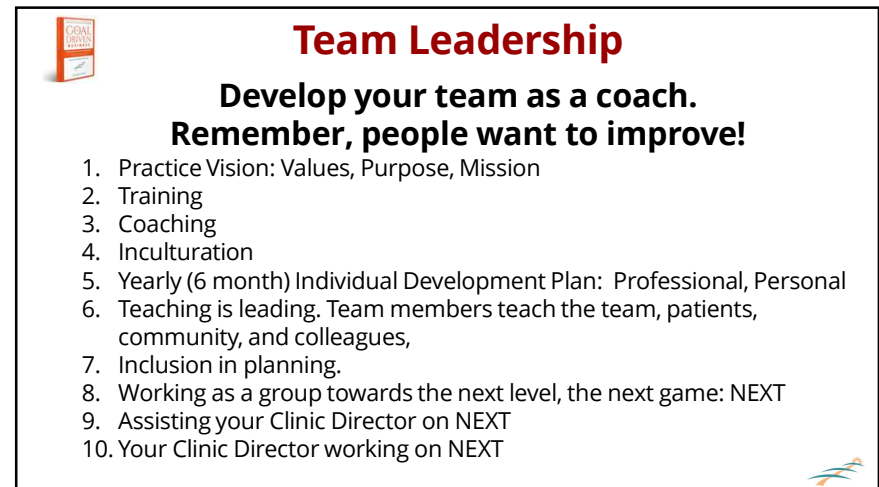 GOAL
DRIVEN
BUSINESS
Team Leadership
Develop your team as a coach.
Remember, people want to improve!
1. Practice Vision: Values, Purpose, Mission
2. Training
3. Coaching
4. Inculturation
5. Yearly (6 month) Individual Development Plan: Professional, Personal
6. Teaching is leading. Team members teach the team, patients,
community, and colleagues,
7. Inclusion in planning.
8. Working as a group towards the next level, the next game: NEXT
9. Assisting your Clinic Director on NEXT
10. Your Clinic Director working on NEXT